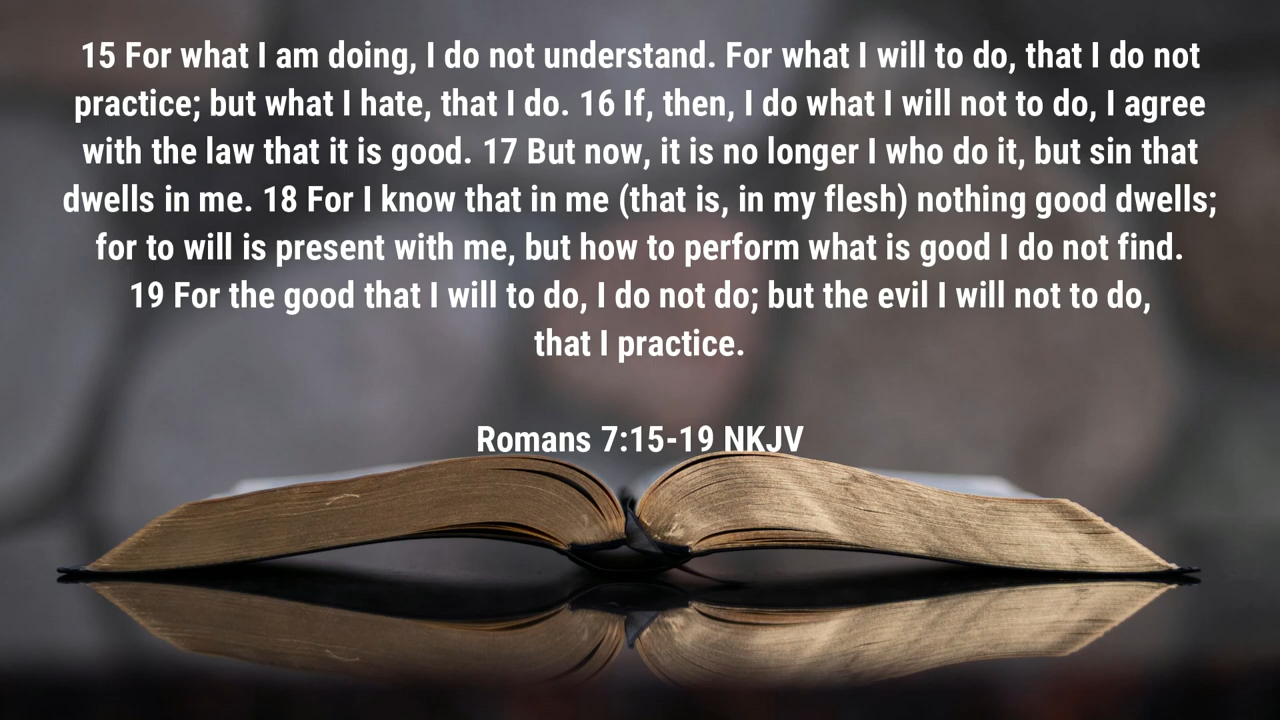 15 For what I am doing, I do not understand. For what I will to do, that I do not
practice; but what I hate, that I do. 16 If, then, I do what I will not to do, I agree
with the law that it is good. 17 But now, it is no longer I who do it, but sin that
dwells in me. 18 For I know that in me (that is, in my flesh) nothing good dwells;
for to will is present with me, but how to perform what is good I do not find.
19 For the good that I will to do, I do not do; but the evil I will not to do,
that I practice.
Romans 7:15-19 NKJV